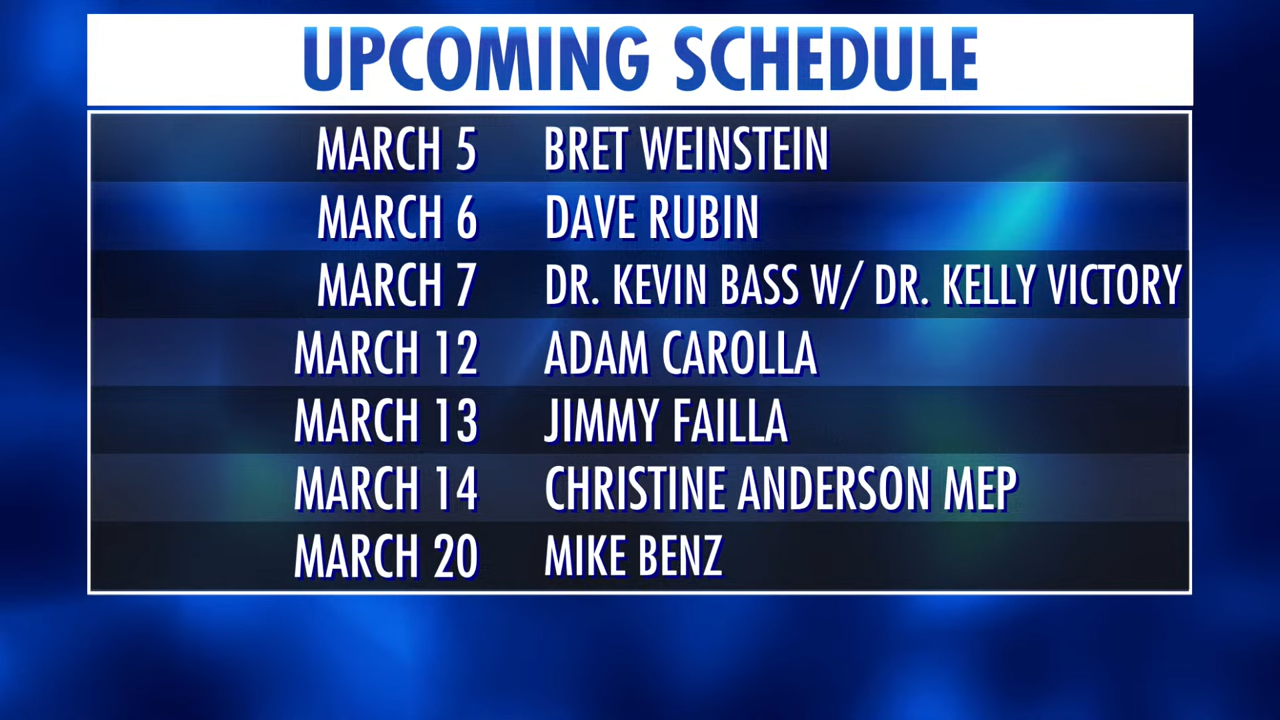 UPCOMING SCHEDULE
MARCH 5 BRET WEINSTEIN
MARCH 6 DAVE RUBIN
MARCH 7 DR. KEVIN BASS W/ DR. KELLY VICTORY
MARCH 12 ADAM CAROLLA
MARCH 13 JIMMY FAILLA
MARCH 14 CHRISTINE ANDERSON MEP
MARCH 20 MIKE BENZ